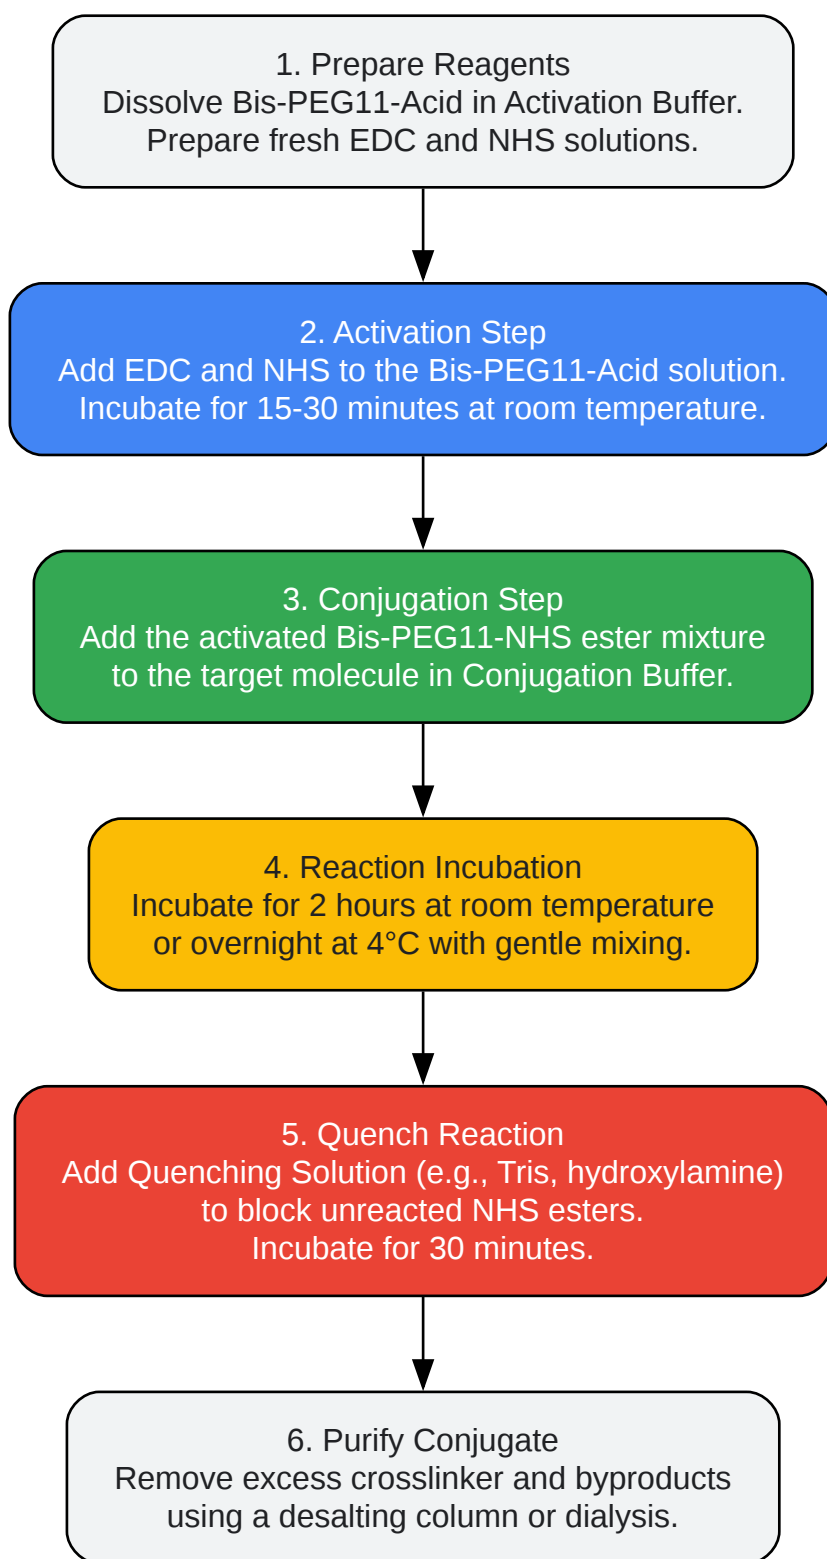 1. Prepare Reagents
Dissolve Bis-PEG11-Acid in Activation Buffer.
Prepare fresh EDC and NHS solutions.
2. Activation Step
Add EDC and NHS to the Bis-PEG11-Acid solution.
Incubate for 15-30 minutes at room temperature.
3. Conjugation Step
Add the activated Bis-PEG11-NHS ester mixture
to the target molecule in Conjugation Buffer.
4. Reaction Incubation
Incubate for 2 hours at room temperature
or overnight at 4°C with gentle mixing.
5. Quench Reaction
Add Quenching Solution (e.g., Tris, hydroxylamine)
to block unreacted NHS esters.
Incubate for 30 minutes.
6. Purify Conjugate
Remove excess crosslinker and byproducts
using a desalting column or dialysis.